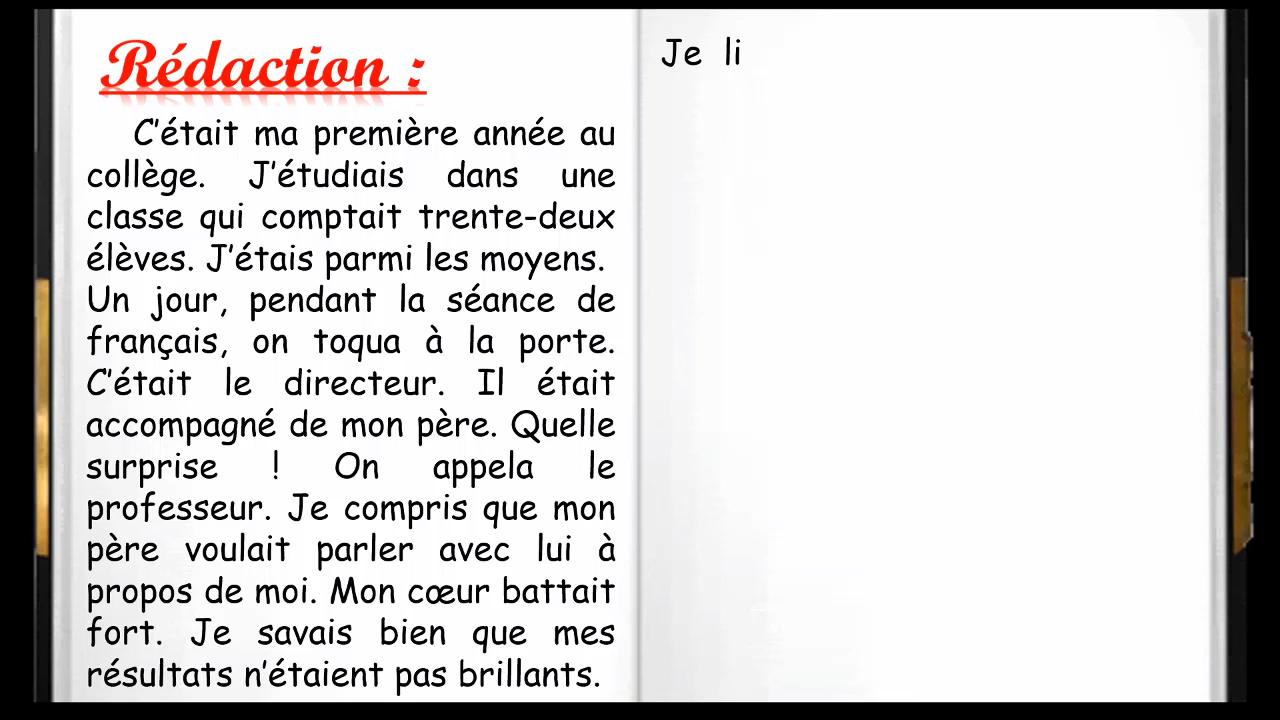 Rédaction :
C'était ma première année au
collège. J'étudiais dans une
classe qui comptait trente-deux
élèves. J'étais parmi les moyens.
Un jour, pendant la séance de
français, on toqua à la porte.
C'était le directeur. Il était
accompagné de mon père. Quelle
surprise ! On appela le
professeur. Je compris que mon
père voulait parler avec lui à
propos de moi. Mon cœur battait
fort. Je savais bien que mes
résultats n'étaient pas brillants.
Je li